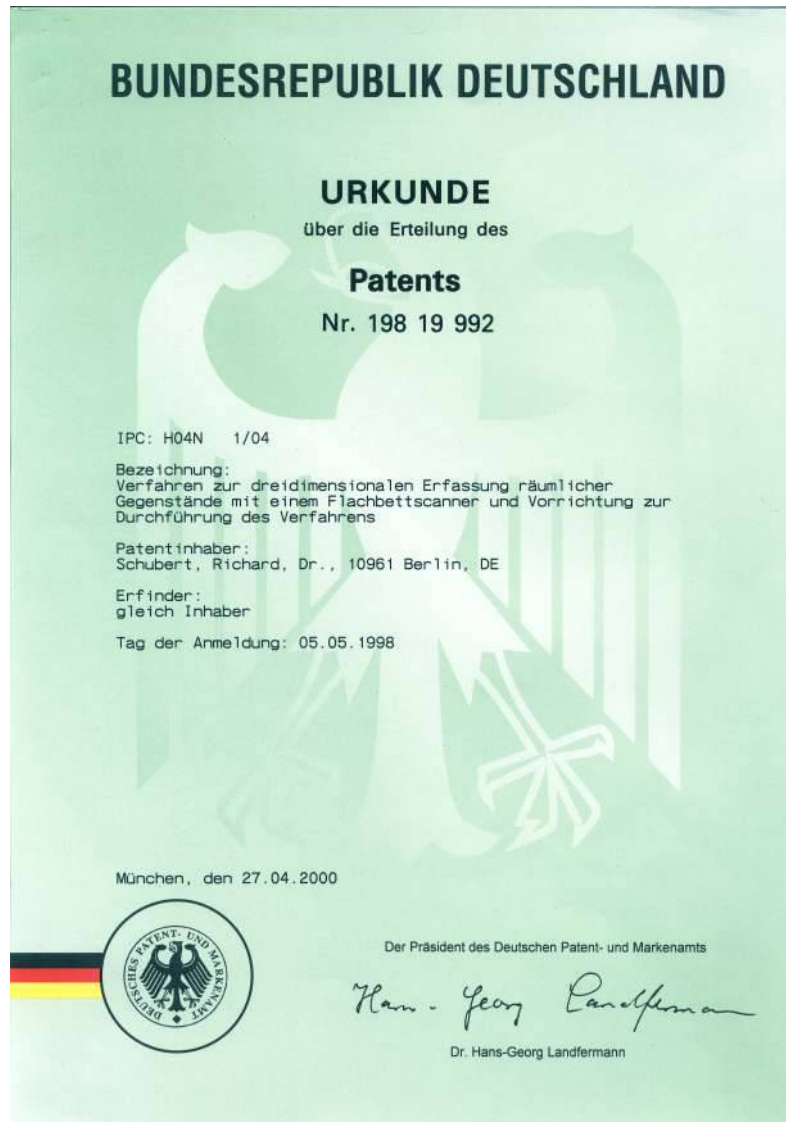 BUNDESREPUBLIK DEUTSCHLAND
URKUNDE
über die Erteilung des
Patents
Nr. 198 19 992
IPC: H04N 1/04
Bezeichnung:
Verfahren zur dreidimensionalen Erfassung räumlicher
Gegenstände mit einem Flachbettscanner und Vorrichtung zur
Durchführung des Verfahrens
Patentinhaber:
Schubert, Richard, Dr., 10961 Berlin, DE
Erfinder:
gleich Inhaber
Tag der Anmeldung: 05.05.1998
München, den 27.04.2000
DEUTSCHES PATENT- UND MARKENAMT
Der Präsident des Deutschen Patent- und Markenamts
Hans-Georg Landfermann
Dr. Hans-Georg Landfermann